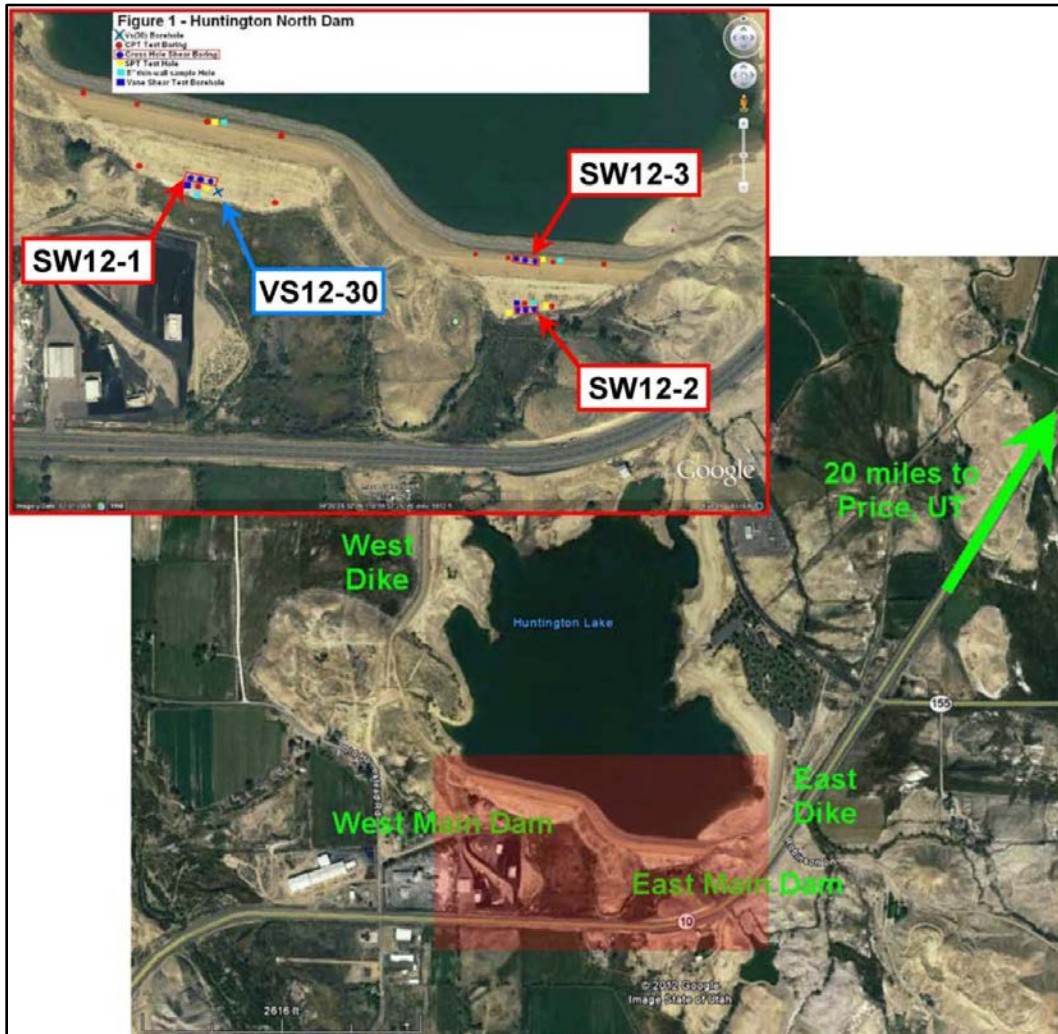 Figure 1 - Huntington North Dam
Vs(30) Borehole
CPT Test Boring
Cross Hole Shear Boring
SPT Test Hole
5" thin wall sample Hole
Vane Shear Test Borehole
SW12-3
SW12-1
VS12-30
SW12-2
Google
20 miles to
Price, UT
West
Dike
Huntington Lake
155
East
Dike
West Main Dam
East Main Dam
10
© 2012 Google
Image State of Utah
2616 ft